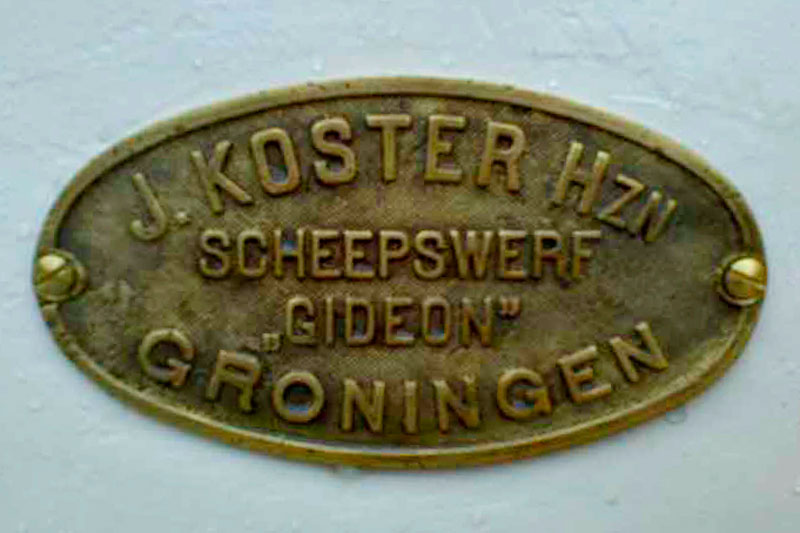 J. KOSTER HZN
SCHEEPSWERF
„GIDEON”
GRONINGEN